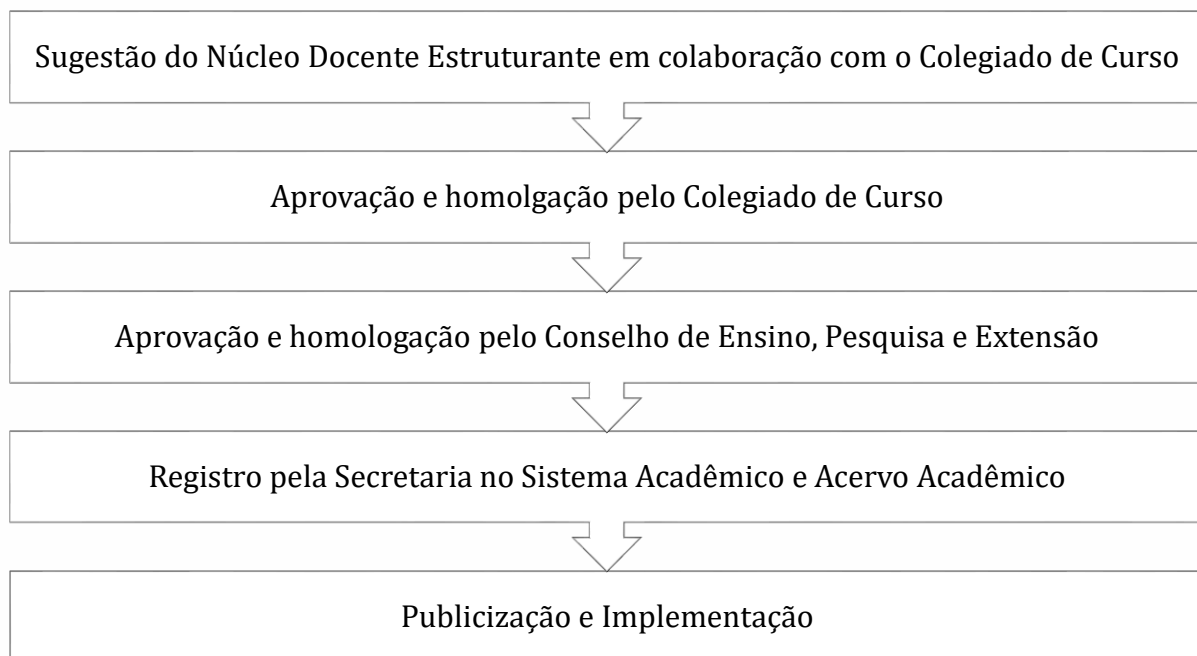 Sugestão do Núcleo Docente Estruturante em colaboração com o Colegiado de Curso
Aprovação e homolgação pelo Colegiado de Curso
Aprovação e homologação pelo Conselho de Ensino, Pesquisa e Extensão
Registro pela Secretaria no Sistema Acadêmico e Acervo Acadêmico
Publicização e Implementação